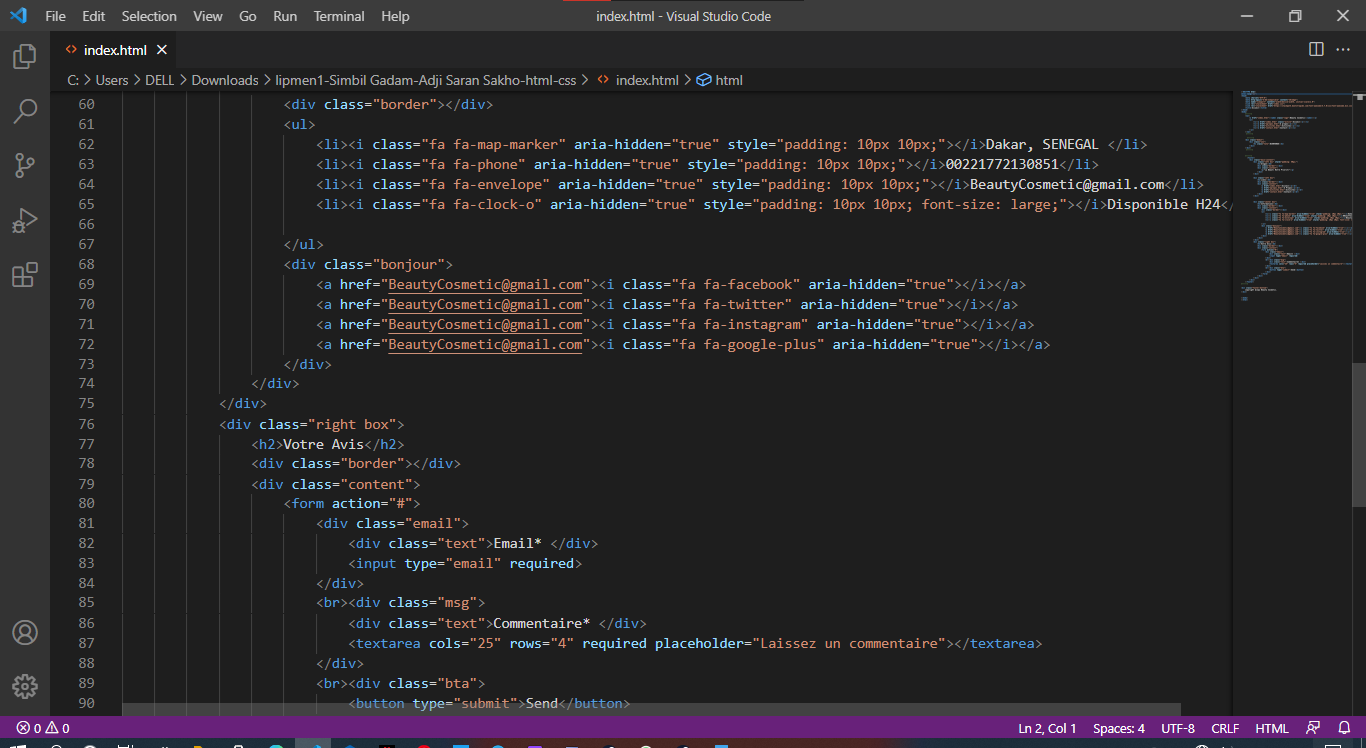 File Edit Selection View Go Run Terminal Help index.html - Visual Studio Code
index.html
C: > Users > DELL > Downloads > lipmen1-Simbil Gadam-Adji Saran Sakho-html-css > index.html > html
60 <div class="border"></div>
61 <ul>
62 <li><i class="fa fa-map-marker" aria-hidden="true" style="padding: 10px 10px;"></i>Dakar, SENEGAL </li>
63 <li><i class="fa fa-phone" aria-hidden="true" style="padding: 10px 10px;"></i>00221772130851</li>
64 <li><i class="fa fa-envelope" aria-hidden="true" style="padding: 10px 10px;"></i>BeautyCosmetic@gmail.com</li>
65 <li><i class="fa fa-clock-o" aria-hidden="true" style="padding: 10px 10px; font-size: large;"></i>Disponible H24</
66
67 </ul>
68 <div class="bonjour">
69 <a href="BeautyCosmetic@gmail.com"><i class="fa fa-facebook" aria-hidden="true"></i></a>
70 <a href="BeautyCosmetic@gmail.com"><i class="fa fa-twitter" aria-hidden="true"></i></a>
71 <a href="BeautyCosmetic@gmail.com"><i class="fa fa-instagram" aria-hidden="true"></i></a>
72 <a href="BeautyCosmetic@gmail.com"><i class="fa fa-google-plus" aria-hidden="true"></i></a>
73 </div>
74 </div>
75 </div>
76 <div class="right box">
77 <h2>Votre Avis</h2>
78 <div class="border"></div>
79 <div class="content">
80 <form action="#">
81 <div class="email">
82 <div class="text">Email* </div>
83 <input type="email" required>
84 </div>
85 <br><div class="msg">
86 <div class="text">Commentaire* </div>
87 <textarea cols="25" rows="4" required placeholder="Laissez un commentaire"></textarea>
88 </div>
89 <br><div class="bta">
90 <button type="submit">Send</button>
0 0 Ln 2, Col 1 Spaces: 4 UTF-8 CRLF HTML